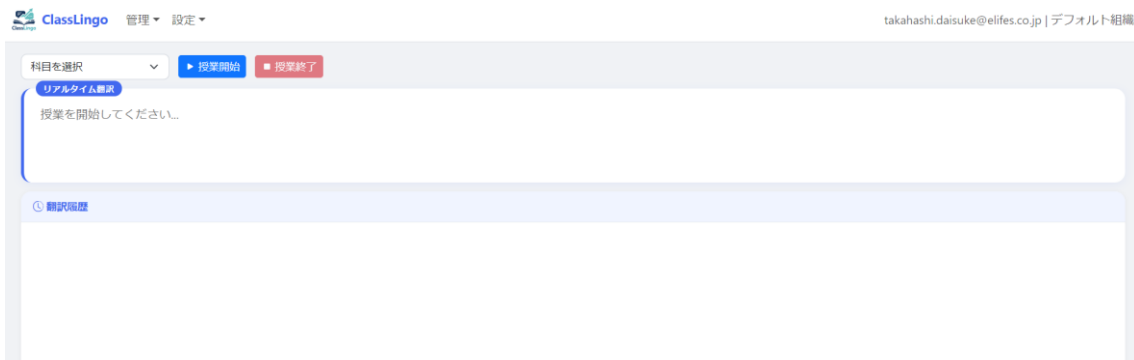 ClassLingo 管理 設定 takahashi.daisuke@elifes.co.jp | デフォルト組織
科目を選択 授業開始 授業終了
リアルタイム翻訳
授業を開始してください...
翻訳履歴